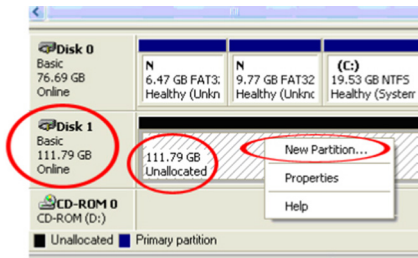 Disk 0
Basic
76.69 GB
Online
N
6.47 GB FAT32
Healthy (Unkn
N
9.77 GB FAT32
Healthy (Unknc
(C:)
19.53 GB NTFS
Healthy (System
Disk 1
Basic
111.79 GB
Online
111.79 GB
Unallocated
New Partition...
Properties
Help
CD-ROM 0
CD-ROM (D:)
Unallocated
Primary partition